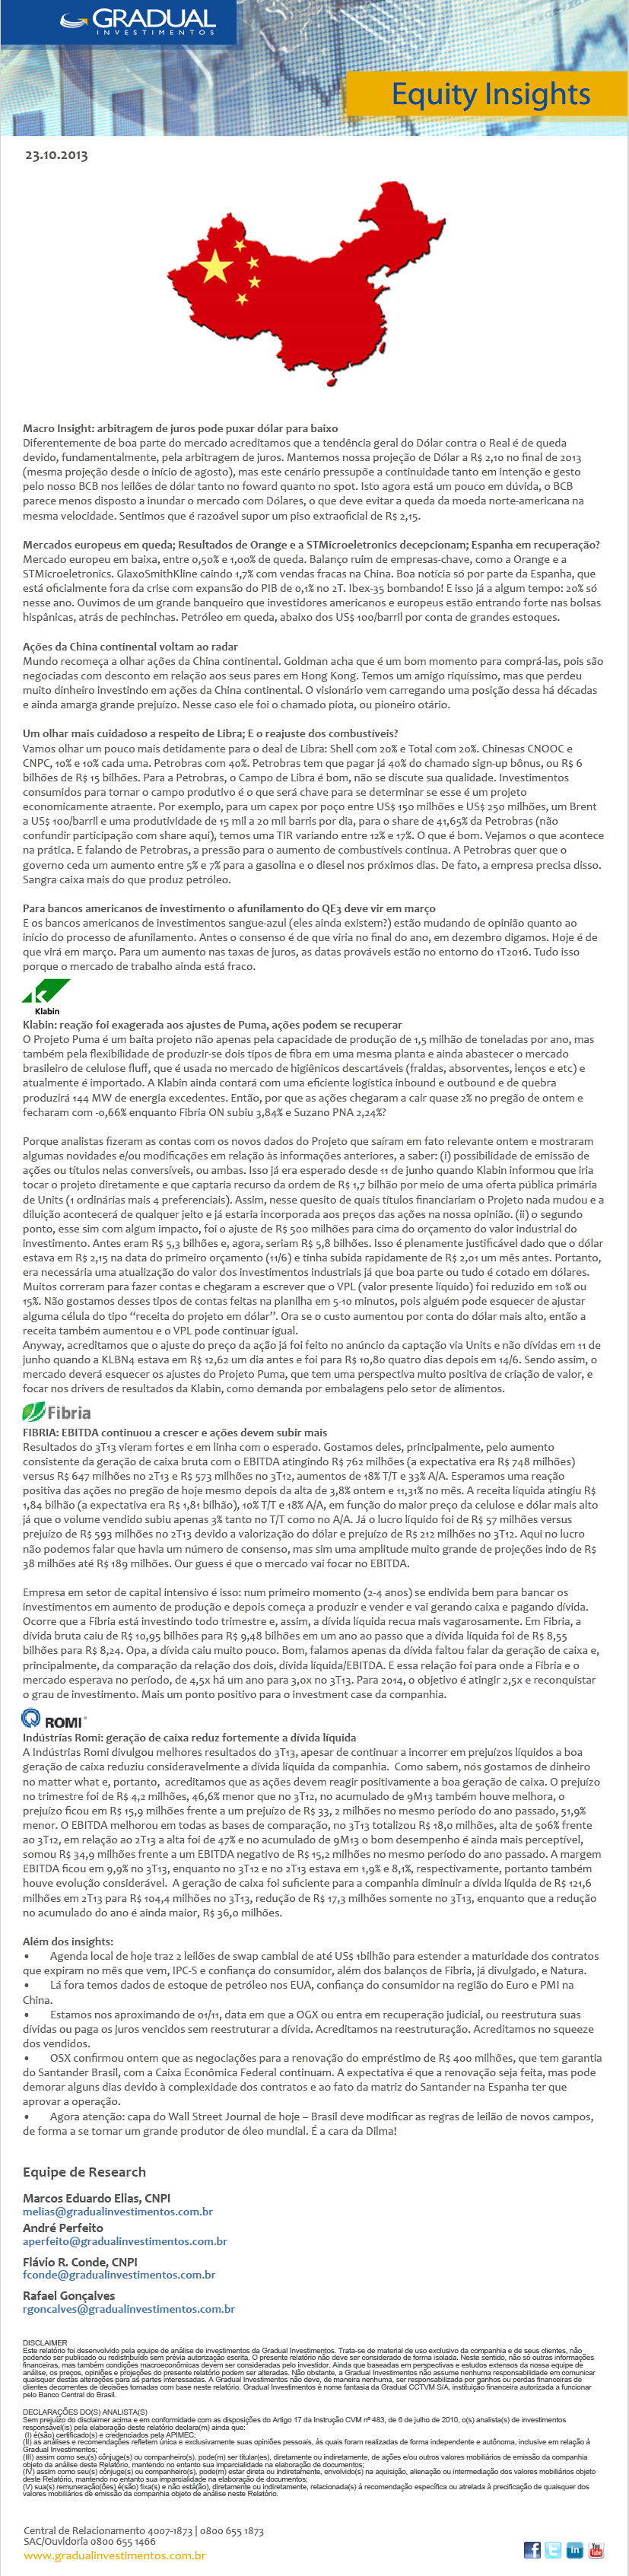 GRADUAL
INVESTIMENTOS
Equity Insights
23.10.2013
Macro Insight: arbitragem de juros pode puxar dólar para baixo
Diferentemente de boa parte do mercado acreditamos que a tendência geral do Dólar contra o Real é de queda
devido, fundamentalmente, pela arbitragem de juros. Mantemos nossa projeção de Dólar a R$ 2,10 no final de 2013
(mesma projeção desde o início de agosto), mas este cenário pressupõe a continuidade tanto em intenção e gesto
pelo nosso BCB nos leilões de dólar tanto no foward quanto no spot. Isto agora está um pouco em dúvida, o BCB
parece menos disposto a inundar o mercado com Dólares, o que deve evitar a queda da moeda norte-americana na
mesma velocidade. Sentimos que é razoável supor um piso extraoficial de R$ 2,15.
Mercados europeus em queda; Resultados de Orange e a STMicroeletronics decepcionam; Espanha em recuperação?
Mercado europeu em baixa, entre 0,50% e 1,00% de queda. Balanço ruim de empresas-chave, como a Orange e a
STMicroeletronics. GlaxoSmithKline caindo 1,7% com vendas fracas na China. Boa notícia só por parte da Espanha, que
está oficialmente fora da crise com expansão do PIB de 0,1% no 2T. Ibex-35 bombando! E isso já a algum tempo: 20% só
nesse ano. Ouvimos de um grande banqueiro que investidores americanos e europeus estão entrando forte nas bolsas
hispânicas, atrás de pechinchas. Petróleo em queda, abaixo dos US$ 100/barril por conta de grandes estoques.
Ações da China continental voltam ao radar
Mundo recomeça a olhar ações da China continental. Goldman acha que é um bom momento para comprá-las, pois são
negociadas com desconto em relação aos seus pares em Hong Kong. Temos um amigo riquíssimo, mas que perdeu
muito dinheiro investindo em ações da China continental. O visionário vem carregando uma posição dessa há décadas
e ainda amarga grande prejuízo. Nesse caso ele foi o chamado piota, ou pioneiro otário.
Um olhar mais cuidadoso a respeito de Libra; E o reajuste dos combustíveis?
Vamos olhar um pouco mais detidamente para o deal de Libra: Shell com 20% e Total com 20%. Chinesas CNOOC e
CNPC, 10% e 10% cada uma. Petrobras com 40%. Petrobras tem que pagar já 40% do chamado sign-up bônus, ou R$ 6
bilhões de R$ 15 bilhões. Para a Petrobras, o Campo de Libra é bom, não se discute sua qualidade. Investimentos
consumidos para tornar o campo produtivo é o que será chave para se determinar se esse é um projeto
economicamente atraente. Por exemplo, para um capex por poço entre US$ 150 milhões e US$ 250 milhões, um Brent
a US$ 100/barril e uma produtividade de 15 mil a 20 mil barris por dia, para o share de 41,65% da Petrobras (não
confundir participação com share aqui), temos uma TIR variando entre 12% e 17%. O que é bom. Vejamos o que acontece
na prática. E falando de Petrobras, a pressão para o aumento de combustíveis continua. A Petrobras quer que o
governo ceda um aumento entre 5% e 7% para a gasolina e o diesel nos próximos dias. De fato, a empresa precisa disso.
Sangra caixa mais do que produz petróleo.
Para bancos americanos de investimento o afunilamento do QE3 deve vir em março
E os bancos americanos de investimentos sangue-azul (eles ainda existem?) estão mudando de opinião quanto ao
início do processo de afunilamento. Antes o consenso é de que viria no final do ano, em dezembro digamos. Hoje é de
que virá em março. Para um aumento nas taxas de juros, as datas prováveis estão no entorno do 1T2016. Tudo isso
porque o mercado de trabalho ainda está fraco.
Klabin
Klabin: reação foi exagerada aos ajustes de Puma, ações podem se recuperar
O Projeto Puma é um baita projeto não apenas pela capacidade de produção de 1,5 milhão de toneladas por ano, mas
também pela flexibilidade de produzir-se dois tipos de fibra em uma mesma planta e ainda abastecer o mercado
brasileiro de celulose fluff, que é usada no mercado de higiênicos descartáveis (fraldas, absorventes, lenços e etc) e
atualmente é importado. A Klabin ainda contará com uma eficiente logística inbound e outbound e de quebra
produzirá 144 MW de energia excedentes. Então, por que as ações chegaram a cair quase 2% no pregão de ontem e
fecharam com -0,66% enquanto Fibria ON subiu 3,84% e Suzano PNA 2,24%?
Porque analistas fizeram as contas com os novos dados do Projeto que saíram em fato relevante ontem e mostraram
algumas novidades e/ou modificações em relação às informações anteriores, a saber: (i) possibilidade de emissão de
ações ou títulos nelas conversíveis, ou ambas. Isso já era esperado desde 11 de junho quando Klabin informou que iria
tocar o projeto diretamente e que captaria recurso da ordem de R$ 1,7 bilhão por meio de uma oferta pública primária
de Units (1 ordinárias mais 4 preferenciais). Assim, nesse quesito de quais títulos financiariam o Projeto nada mudou e a
diluição acontecerá de qualquer jeito e já estaria incorporada aos preços das ações na nossa opinião. (ii) o segundo
ponto, esse sim com algum impacto, foi o ajuste de R$ 500 milhões para cima do orçamento do valor industrial do
investimento. Antes eram R$ 5,3 bilhões e, agora, seriam R$ 5,8 bilhões. Isso é plenamente justificável dado que o dólar
estava em R$ 2,15 na data do primeiro orçamento (11/6) e tinha subida rapidamente de R$ 2,01 um mês antes. Portanto,
era necessária uma atualização do valor dos investimentos industriais já que boa parte ou tudo é cotado em dólares.
Muitos correram para fazer contas e chegaram a escrever que o VPL (valor presente líquido) foi reduzido em 10% ou
15%. Não gostamos desses tipos de contas feitas na planilha em 5-10 minutos, pois alguém pode esquecer de ajustar
alguma célula do tipo “receita do projeto em dólar”. Ora se o custo aumentou por conta do dólar mais alto, então a
receita também aumentou e o VPL pode continuar igual.
Anyway, acreditamos que o ajuste do preço da ação já foi feito no anúncio da captação via Units e não dívidas em 11 de
junho quando a KLBN4 estava em R$ 12,62 um dia antes e foi para R$ 10,80 quatro dias depois em 14/6. Sendo assim, o
mercado deverá esquecer os ajustes do Projeto Puma, que tem uma perspectiva muito positiva de criação de valor, e
focar nos drivers de resultados da Klabin, como demanda por embalagens pelo setor de alimentos.
Fibria
FIBRIA: EBITDA continuou a crescer e ações devem subir mais
Resultados do 3T13 vieram fortes e em linha com o esperado. Gostamos deles, principalmente, pelo aumento
consistente da geração de caixa bruta com o EBITDA atingindo R$ 762 milhões (a expectativa era R$ 748 milhões)
versus R$ 647 milhões no 2T13 e R$ 573 milhões no 3T12, aumentos de 18% T/T e 33% A/A. Esperamos uma reação
positiva das ações no pregão de hoje mesmo depois da alta de 3,8% ontem e 11,31% no mês. A receita líquida atingiu R$
1,84 bilhão (a expectativa era R$ 1,81 bilhão), 10% T/T e 18% A/A, em função do maior preço da celulose e dólar mais alto
já que o volume vendido subiu apenas 3% tanto no T/T como no A/A. Já o lucro líquido foi de R$ 57 milhões versus
prejuízo de R$ 593 milhões no 2T13 devido a valorização do dólar e prejuízo de R$ 212 milhões no 3T12. Aqui no lucro
não podemos falar que havia um número de consenso, mas sim uma amplitude muito grande de projeções indo de R$
38 milhões até R$ 189 milhões. Our guess é que o mercado vai focar no EBITDA.
Empresa em setor de capital intensivo é isso: num primeiro momento (2-4 anos) se endivida bem para bancar os
investimentos em aumento de produção e depois começa a produzir e vender e vai gerando caixa e pagando dívida.
Ocorre que a Fibria está investindo todo trimestre e, assim, a dívida líquida recua mais vagarosamente. Em Fibria, a
dívida bruta caiu de R$ 10,95 bilhões para R$ 9,48 bilhões em um ano ao passo que a dívida líquida foi de R$ 8,55
bilhões para R$ 8,24. Opa, a dívida caiu muito pouco. Bom, falamos apenas da dívida faltou falar da geração de caixa e,
principalmente, da comparação da relação dos dois, dívida líquida/EBITDA. E essa relação foi para onde a Fibria e o
mercado esperava no período, de 4,5x há um ano para 3,0x no 3T13. Para 2014, o objetivo é atingir 2,5x e reconquistar
o grau de investimento. Mais um ponto positivo para o investment case da companhia.
ROMI®
Indústrias Romi: geração de caixa reduz fortemente a dívida líquida
A Indústrias Romi divulgou melhores resultados do 3T13, apesar de continuar a incorrer em prejuízos líquidos a boa
geração de caixa reduziu consideravelmente a dívida líquida da companhia. Como sabem, nós gostamos de dinheiro
no matter what e, portanto, acreditamos que as ações devem reagir positivamente a boa geração de caixa. O prejuízo
no trimestre foi de R$ 4,2 milhões, 46,6% menor que no 3T12, no acumulado de 9M13 também houve melhora, o
prejuízo ficou em R$ 15,9 milhões frente a um prejuízo de R$ 33, 2 milhões no mesmo período do ano passado, 51,9%
menor. O EBITDA melhorou em todas as bases de comparação, no 3T13 totalizou R$ 18,0 milhões, alta de 506% frente
ao 3T12, em relação ao 2T13 a alta foi de 47% e no acumulado de 9M13 o bom desempenho é ainda mais perceptível,
somou R$ 34,9 milhões frente a um EBITDA negativo de R$ 15,2 milhões no mesmo período do ano passado. A margem
EBITDA ficou em 9,9% no 3T13, enquanto no 3T12 e no 2T13 estava em 1,9% e 8,1%, respectivamente, portanto também
houve evolução considerável. A geração de caixa foi suficiente para a companhia diminuir a dívida líquida de R$ 121,6
milhões em 2T13 para R$ 104,4 milhões no 3T13, redução de R$ 17,3 milhões somente no 3T13, enquanto que a redução
no acumulado do ano é ainda maior, R$ 36,0 milhões.
Além dos insights:
• Agenda local de hoje traz 2 leilões de swap cambial de até US$ 1bilhão para estender a maturidade dos contratos
que expiram no mês que vem, IPC-S e confiança do consumidor, além dos balanços de Fibria, já divulgado, e Natura.
• Lá fora temos dados de estoque de petróleo nos EUA, confiança do consumidor na região do Euro e PMI na
China.
• Estamos nos aproximando de 01/11, data em que a OGX ou entra em recuperação judicial, ou reestrutura suas
dívidas ou paga os juros vencidos sem reestruturar a dívida. Acreditamos na reestruturação. Acreditamos no squeeze
dos vendidos.
• OSX confirmou ontem que as negociações para a renovação do empréstimo de R$ 400 milhões, que tem garantia
do Santander Brasil, com a Caixa Econômica Federal continuam. A expectativa é que a renovação seja feita, mas pode
demorar alguns dias devido à complexidade dos contratos e ao fato da matriz do Santander na Espanha ter que
aprovar a operação.
• Agora atenção: capa do Wall Street Journal de hoje – Brasil deve modificar as regras de leilão de novos campos,
de forma a se tornar um grande produtor de óleo mundial. É a cara da Dilma!
Equipe de Research
Marcos Eduardo Elias, CNPI
melias@gradualinvestimentos.com.br
André Perfeito
aperfeito@gradualinvestimentos.com.br
Flávio R. Conde, CNPI
fconde@gradualinvestimentos.com.br
Rafael Gonçalves
rgoncalves@gradualinvestimentos.com.br
DISCLAIMER
Este relatório foi desenvolvido pela equipe de análise de investimentos da Gradual Investimentos. Trata-se de material de uso exclusivo da companhia e de seus clientes, não
podendo ser publicado ou redistribuído sem prévia autorização escrita. O presente relatório não deve ser considerado de forma isolada. Neste sentido, não só outras informações
financeiras, mas também condições macroeconômicas devem ser consideradas pelo investidor. Ainda que baseadas em perspectivas e estudos externos da nossa equipe de
análise, os preços, opiniões e projeções do presente relatório podem ser alteradas. Não obstante, a Gradual Investimentos não assume nenhuma responsabilidade em comunicar
quaisquer destas alterações para as partes interessadas. A Gradual Investimentos não deve, de maneira nenhuma, ser responsabilizada por ganhos ou perdas financeiras de
clientes decorrentes de decisões tomadas com base neste relatório. Gradual Investimentos é nome fantasia da Gradual CCTVM S/A, instituição financeira autorizada a funcionar
pelo Banco Central do Brasil.
DECLARAÇÕES DO(S) ANALISTA(S)
Sem prejuízo do disclaimer acima e em conformidade com as disposições do Artigo 17 da Instrução CVM nº 483, de 6 de julho de 2010, o(s) analista(s) de investimentos
responsável(is) pela elaboração deste relatório declara(m) ainda que:
(I) é(são) certificado(s) e credenciados pela APIMEC;
(II) as análises e recomendações refletem única e exclusivamente suas opiniões pessoais, às quais foram realizadas de forma independente e autônoma, inclusive em relação à
Gradual Investimentos;
(III) assim como seu(s) cônjuge(s) ou companheiro(s), pode(m) ser titular(es), diretamente ou indiretamente, de ações e/ou outros valores mobiliários de emissão da companhia
objeto da análise deste Relatório, mantendo no entanto sua imparcialidade na elaboração de documentos;
(IV) assim como seu(s) cônjuge(s) ou companheiro(s), pode(m) estar direta ou indiretamente, envolvido(s) na aquisição, alienação ou intermediação dos valores mobiliários objeto
deste Relatório, mantendo no entanto sua imparcialidade na elaboração de documentos;
(V) sua(s) remuneração(ões) é(são) fixa(s) e não está(ão), diretamente ou indiretamente, relacionada(s) à recomendação específica ou atrelada à precificação de quaisquer dos
valores mobiliários de emissão da companhia objeto de análise neste Relatório.
Central de Relacionamento 4007-1873 | 0800 655 1873
SAC/Ouvidoria 0800 655 1466
www.gradualinvestimentos.com.br